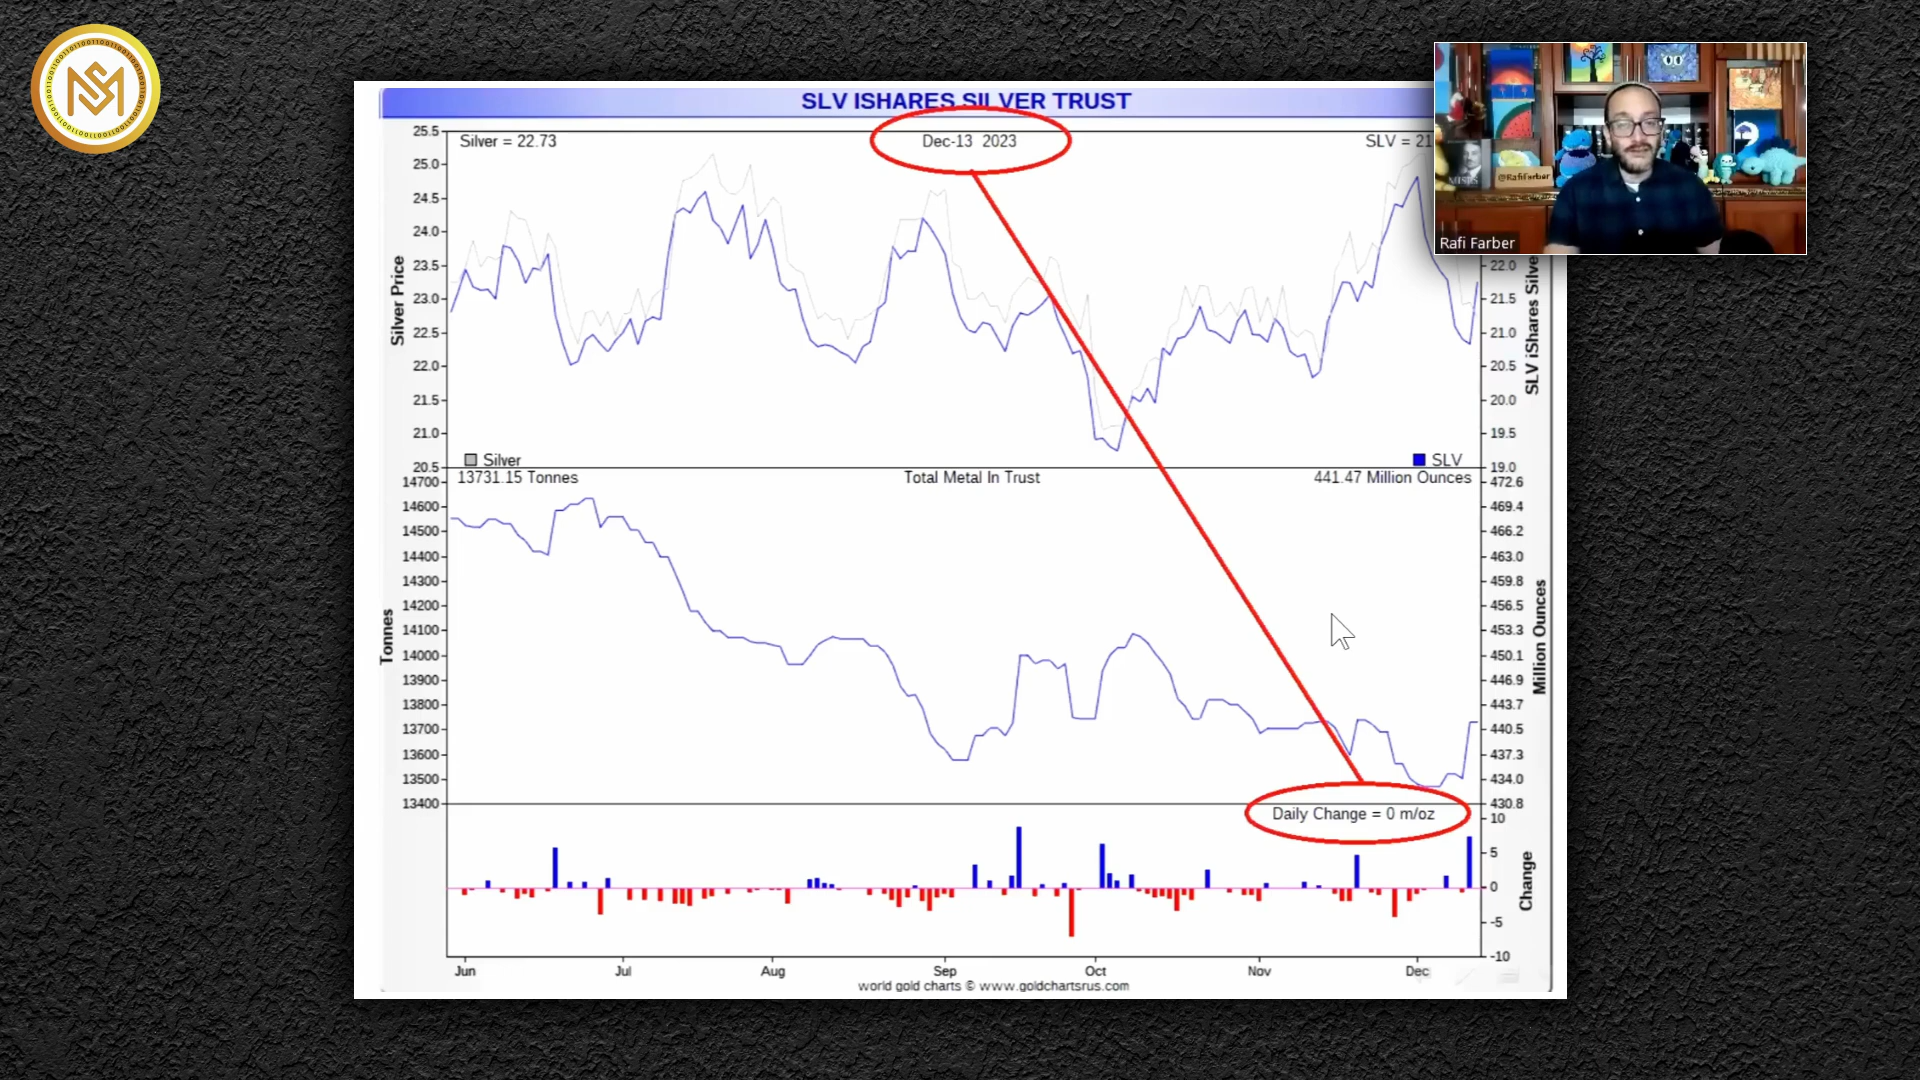 SLV ISHARES SILVER TRUST
Silver = 22.73
Dec-13 2023
SLV = 21
25.5
25.0
24.5
24.0
23.5
23.0
22.5
22.0
21.5
21.0
20.5
Silver Price
22.0
21.5
21.0
20.5
20.0
19.5
19.0
SLV iShares Silve
Silver
SLV
13731.15 Tonnes
Total Metal In Trust
441.47 Million Ounces
14700
14600
14500
14400
14300
14200
14100
14000
13900
13800
13700
13600
13500
13400
Tonnes
472.6
469.4
466.2
463.0
459.8
456.5
453.3
450.1
446.9
443.7
440.5
437.3
434.0
430.8
Million Ounces
Daily Change = 0 m/oz
10
5
0
-5
-10
Change
Jun
Jul
Aug
Sep
Oct
Nov
Dec
world gold charts © www.goldchartsrus.com
@RafiFarber
MISES
Rafi Farber